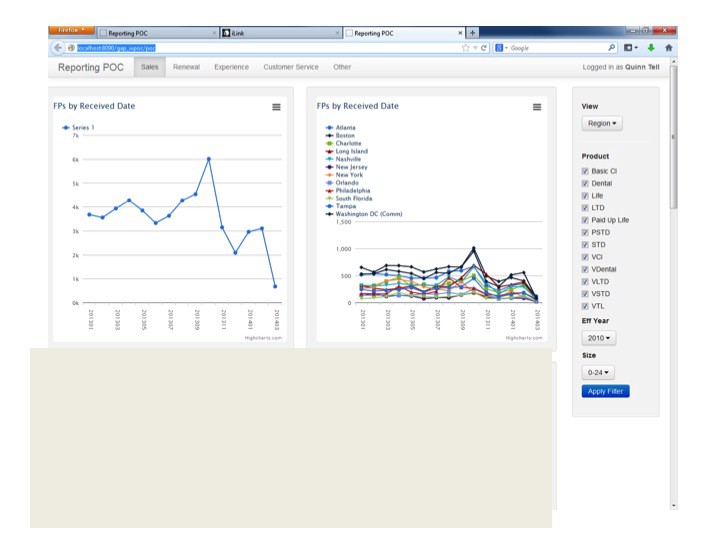 Firefox
Reporting POC
iLink
Reporting POC
localhost:8080/gap_wpoc/poc
Google
Reporting POC
Sales
Renewal
Experience
Customer Service
Other
Logged in as Quinn Tell
FPs by Received Date
Series 1
7k
6k
5k
4k
3k
2k
1k
0k
201301
201303
201305
201307
201309
201311
201401
201403
Highcharts.com
FPs by Received Date
Atlanta
Boston
Charlotte
Long Island
Nashville
New Jersey
New York
Orlando
Philadelphia
South Florida
Tampa
Washington DC (Comm)
1,500
1,000
500
0
201301
201303
201305
201307
201309
201311
201401
201403
Highcharts.com
View
Region
Product
Basic CI
Dental
Life
LTD
Paid Up Life
PSTD
STD
VCI
VDental
VLTD
VSTD
VTL
Eff Year
2010
Size
0-24
Apply Filter